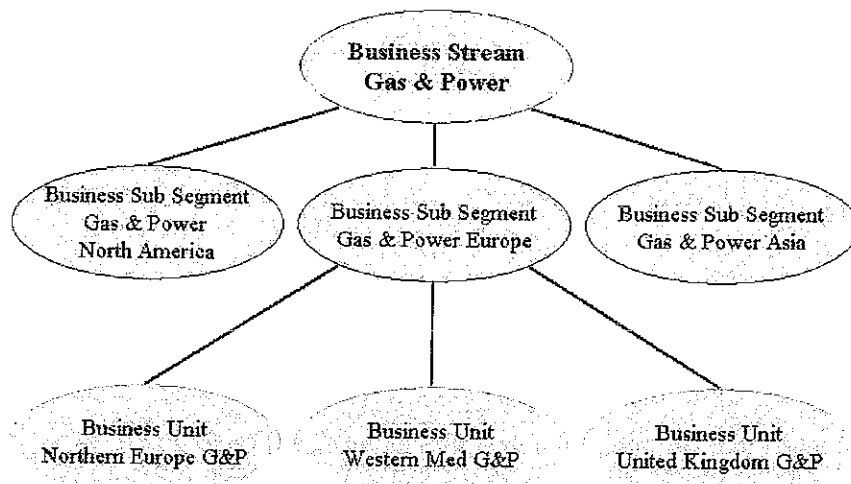 Business Stream
Gas & Power
Business Sub Segment
Gas & Power
North America
Business Sub Segment
Gas & Power Europe
Business Sub Segment
Gas & Power Asia
Business Unit
Northern Europe G&P
Business Unit
Western Med G&P
Business Unit
United Kingdom G&P